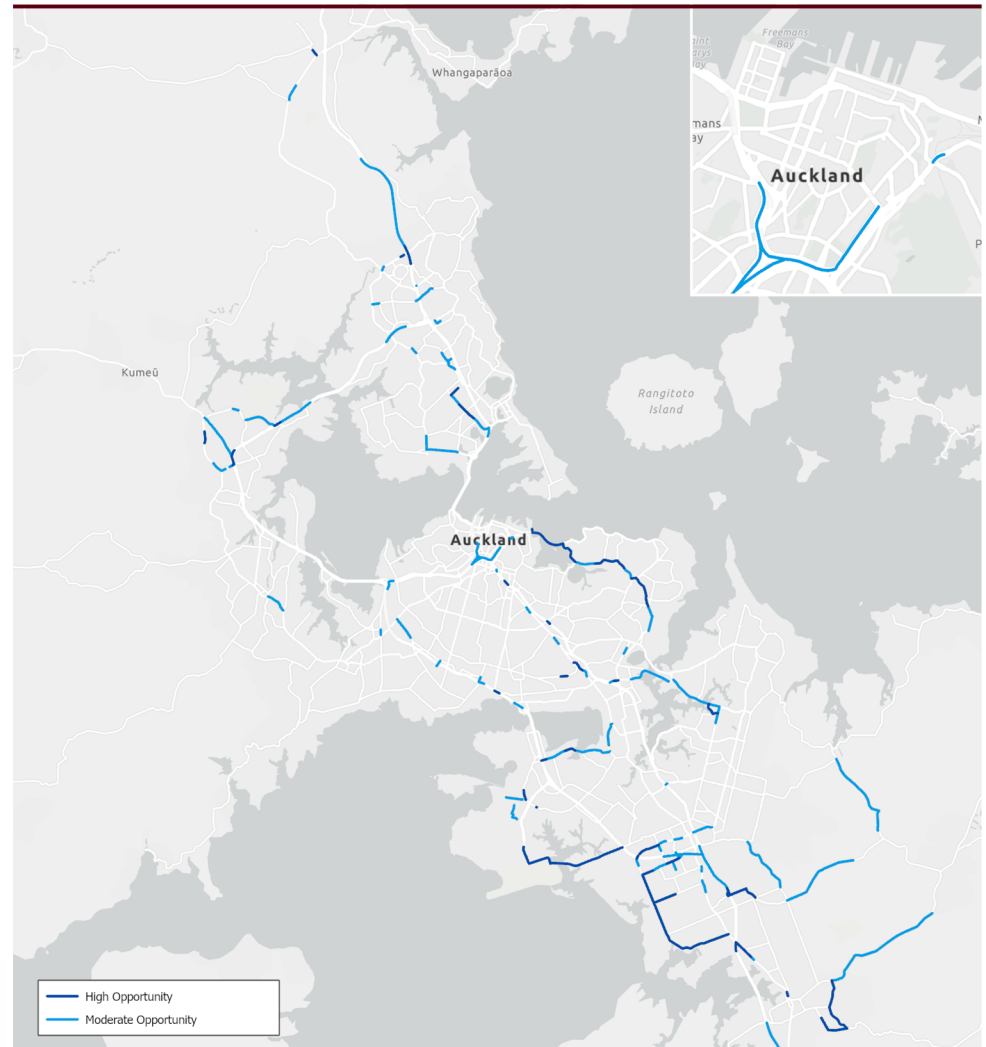 Whangaparāoa
Freemans
Bay
Auckland
Kumeū
Rangitoto
Island
Auckland
High Opportunity
Moderate Opportunity